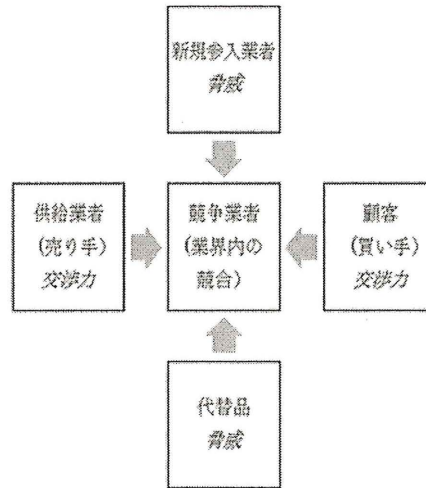 新規参入業者
脅威
供給業者
(売り手)
交渉力
競争業者
(業界内の
競合)
顧客
(買い手)
交渉力
代替品
脅威